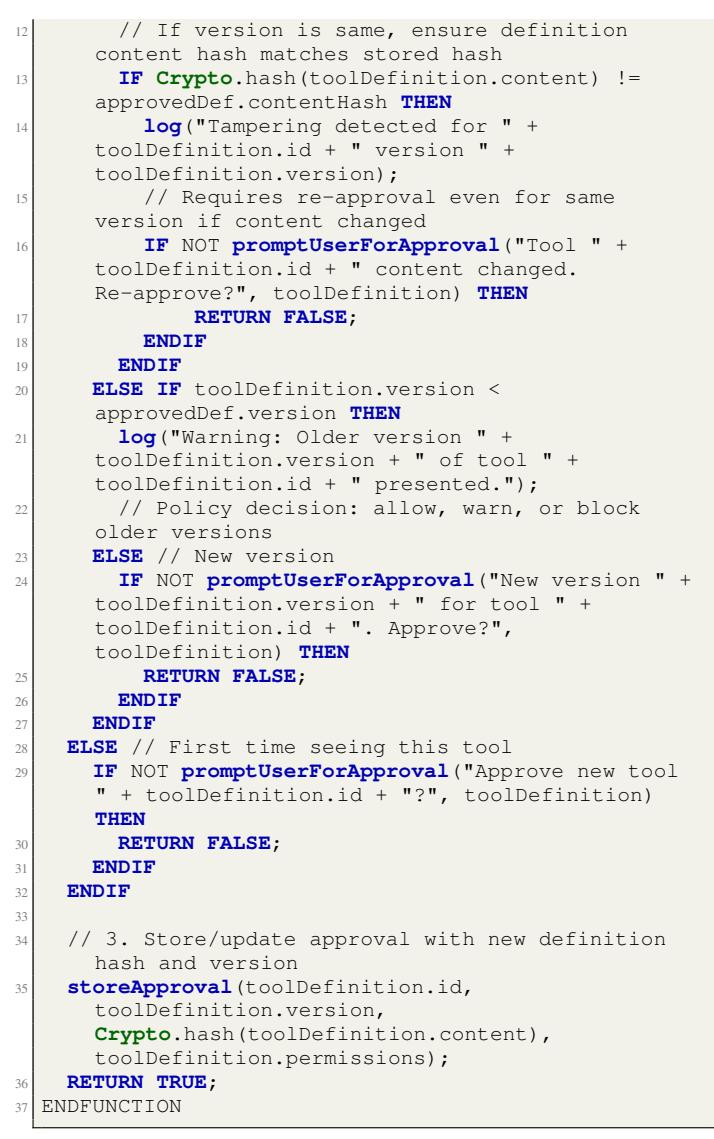 12 // If version is same, ensure definition
content hash matches stored hash
13 IF Crypto.hash(toolDefinition.content) !=
approvedDef.contentHash THEN
14 log("Tampering detected for " +
toolDefinition.id + " version " +
toolDefinition.version);
15 // Requires re-approval even for same
version if content changed
16 IF NOT promptUserForApproval("Tool " +
toolDefinition.id + " content changed.
Re-approve?", toolDefinition) THEN
17 RETURN FALSE;
18 ENDIF
19 ENDIF
20 ELSE IF toolDefinition.version <
approvedDef.version THEN
21 log("Warning: Older version " +
toolDefinition.version + " of tool " +
toolDefinition.id + " presented.");
22 // Policy decision: allow, warn, or block
older versions
23 ELSE // New version
24 IF NOT promptUserForApproval("New version " +
toolDefinition.version + " for tool " +
toolDefinition.id + ". Approve?",
toolDefinition) THEN
25 RETURN FALSE;
26 ENDIF
27 ENDIF
28 ELSE // First time seeing this tool
29 IF NOT promptUserForApproval("Approve new tool
" + toolDefinition.id + "?", toolDefinition)
THEN
30 RETURN FALSE;
31 ENDIF
32 ENDIF
33
34 // 3. Store/update approval with new definition
hash and version
35 storeApproval(toolDefinition.id,
toolDefinition.version,
Crypto.hash(toolDefinition.content),
toolDefinition.permissions);
36 RETURN TRUE;
37 ENDFUNCTION